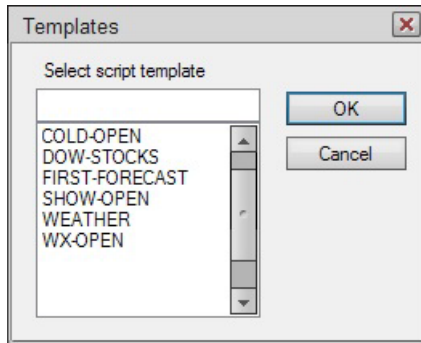 Templates
Select script template
OK
COLD-OPEN
DOW-STOCKS
Cancel
FIRST-FORECAST
SHOW-OPEN
WEATHER
WX-OPEN